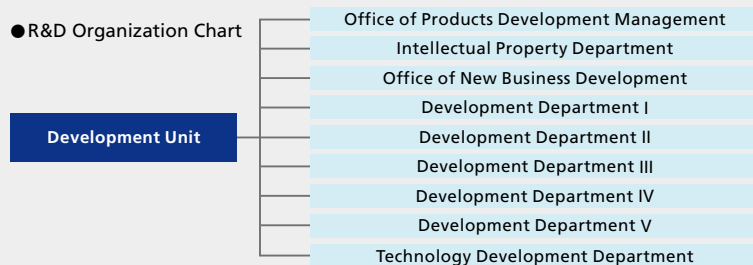 ●R&D Organization Chart
Development Unit
Office of Products Development Management
Intellectual Property Department
Office of New Business Development
Development Department I
Development Department II
Development Department III
Development Department IV
Development Department V
Technology Development Department